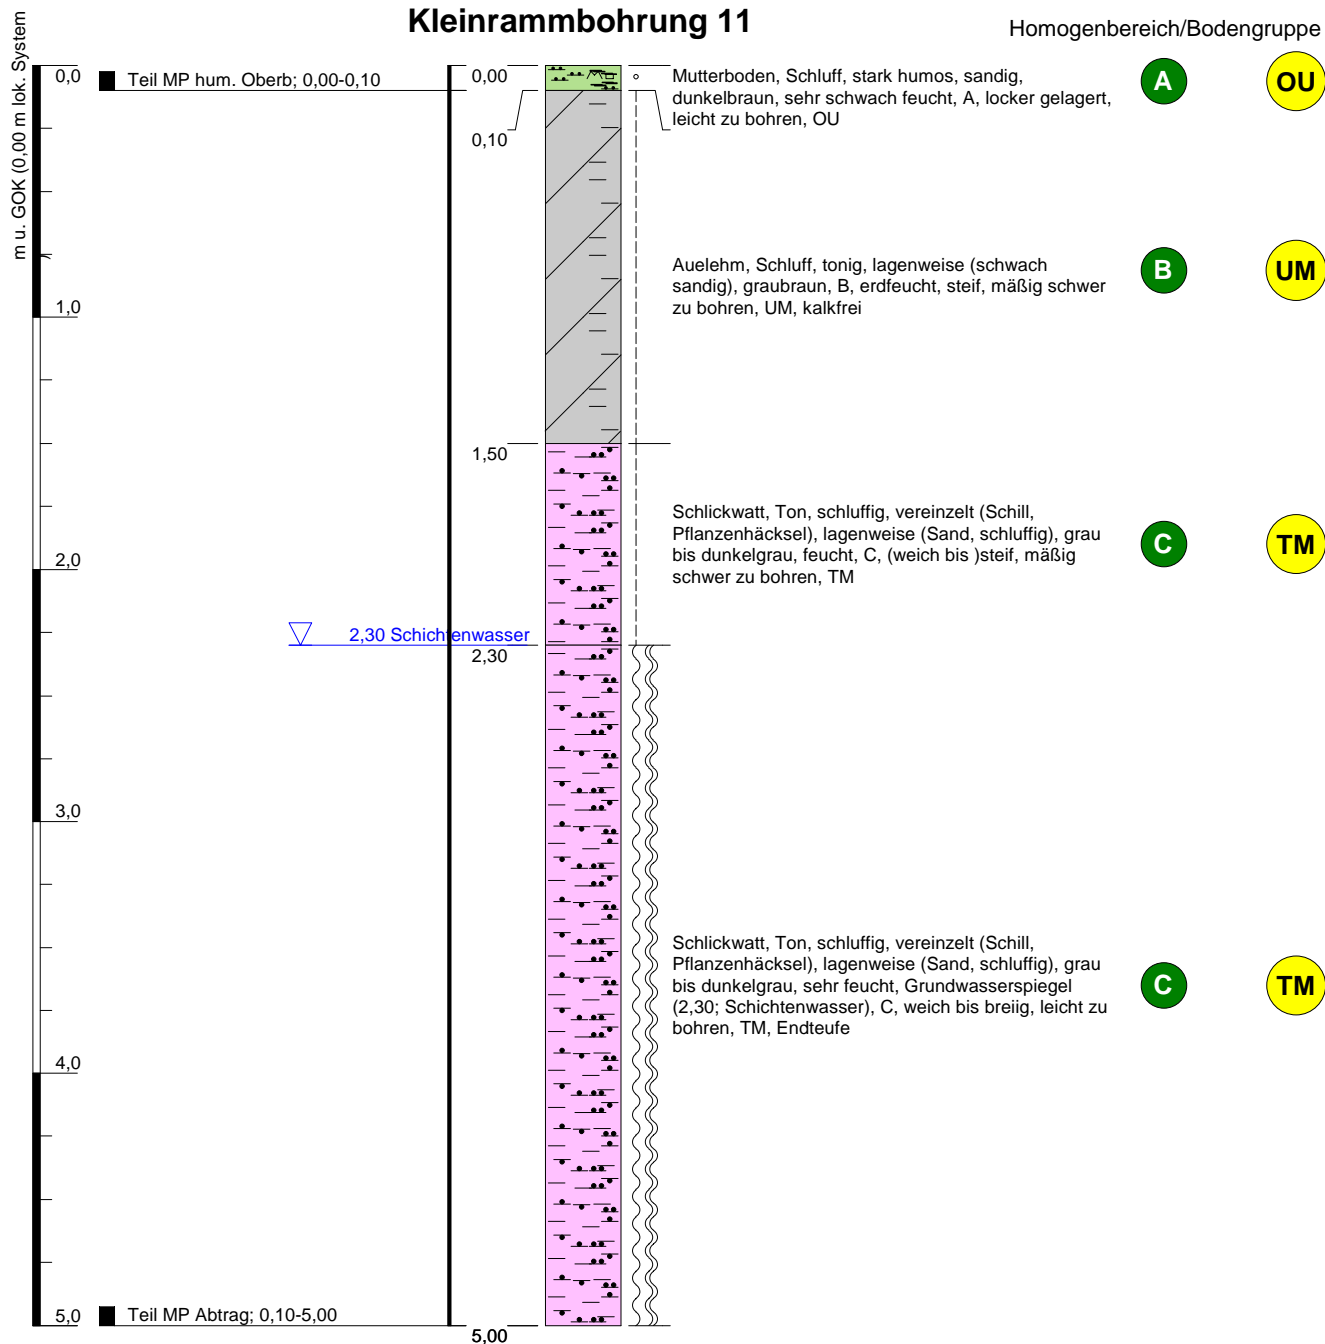 Kleinrammbohrung 11
Homogenbereich/Bodengruppe
m u. GOK (0,00 m lok. System
0,0
Teil MP hum. Oberb; 0,00-0,10
0,00
0,10
Mutterboden, Schluff, stark humos, sandig,
dunkelbraun, sehr schwach feucht, A, locker gelagert,
leicht zu bohren, OU
A
OU
Auelehm, Schluff, tonig, lagenweise (schwach
sandig), graubraun, B, erdfeucht, steif, mäßig schwer
zu bohren, UM, kalkfrei
B
UM
1,0
1,50
Schlickwatt, Ton, schluffig, vereinzelt (Schill,
Pflanzenhäcksel), lagenweise (Sand, schluffig), grau
bis dunkelgrau, feucht, C, (weich bis )steif, mäßig
schwer zu bohren, TM
C
TM
2,0
2,30 Schichtenwasser
2,30
3,0
Schlickwatt, Ton, schluffig, vereinzelt (Schill,
Pflanzenhäcksel), lagenweise (Sand, schluffig), grau
bis dunkelgrau, sehr feucht, Grundwasserspiegel
(2,30; Schichtenwasser), C, weich bis breiig, leicht zu
bohren, TM, Endteufe
C
TM
4,0
5,0
Teil MP Abtrag; 0,10-5,00
5,00